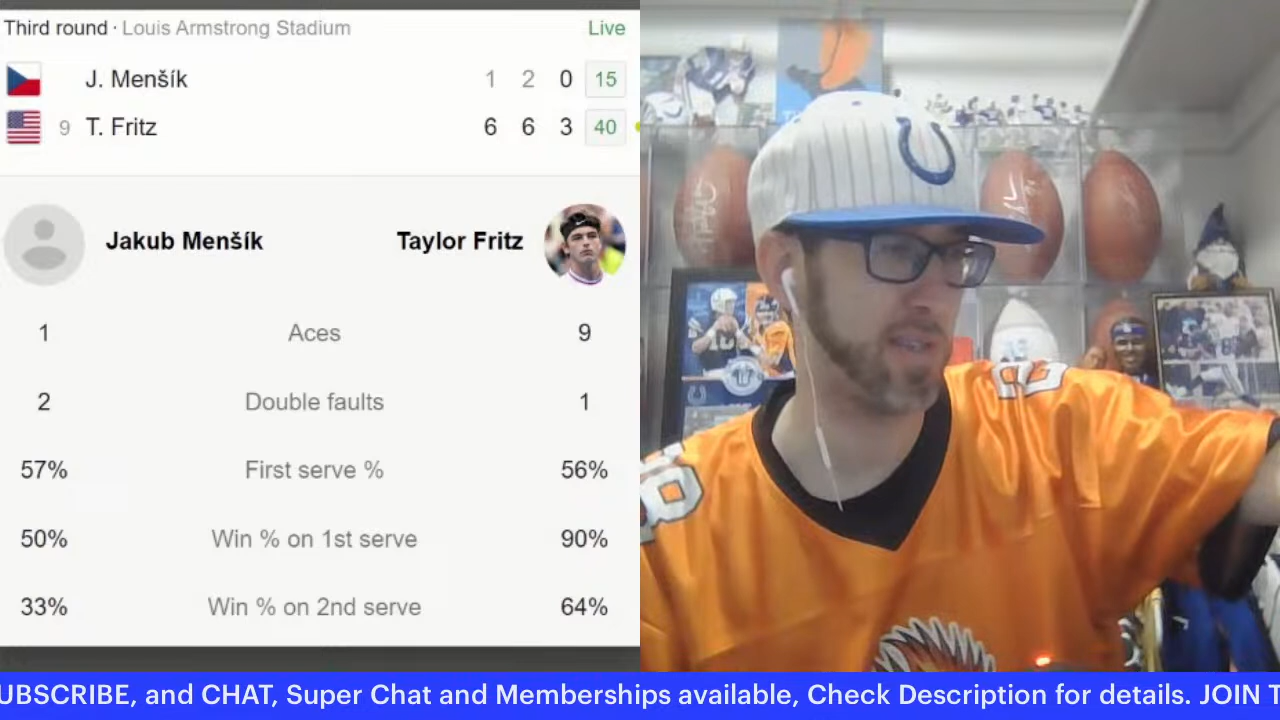 Third round · Louis Armstrong Stadium Live
J. Menšík 1 2 0 15
9 T. Fritz 6 6 3 40
Jakub Menšík Taylor Fritz
1 Aces 9
2 Double faults 1
57% First serve % 56%
50% Win % on 1st serve 90%
33% Win % on 2nd serve 64%
UBSCRIBE, and CHAT, Super Chat and Memberships available, Check Description for details. JOIN T